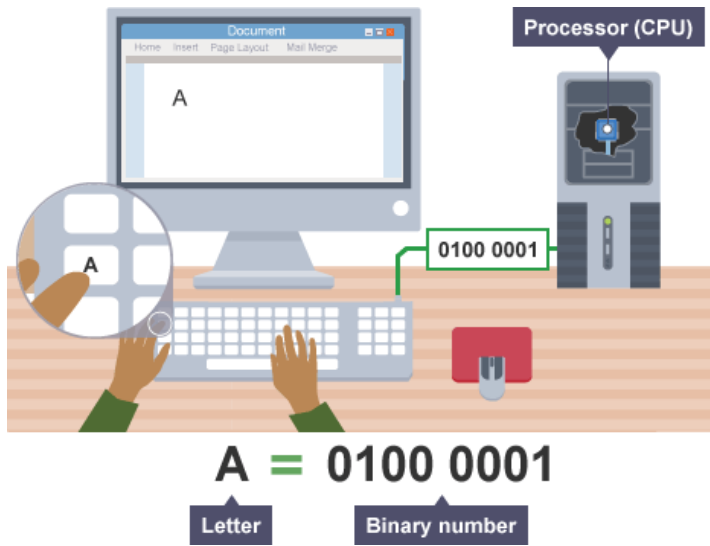 Document
Processor (CPU)
Home Insert Page Layout Mail Merge
A
A
0100 0001
A = 0100 0001
Letter
Binary number